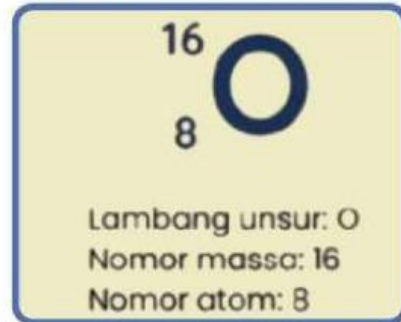 16
O
8
Lambang unsur: O
Nomor massa: 16
Nomor atom: 8